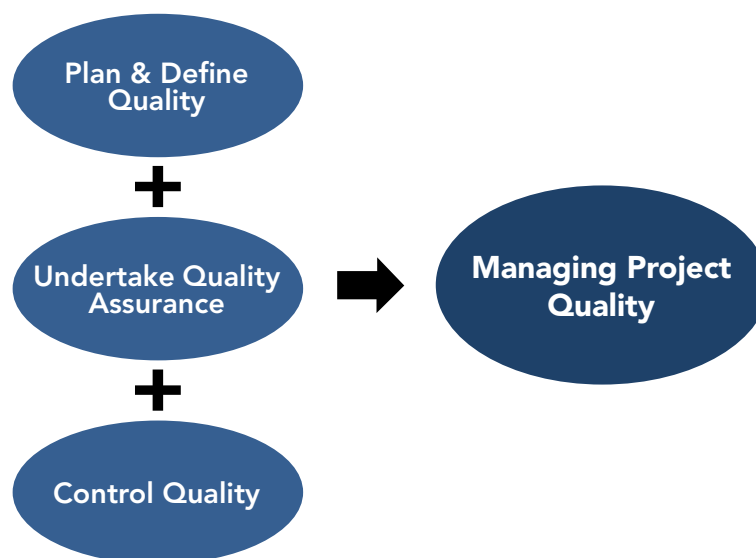 Plan & Define
Quality
+
Undertake Quality
Assurance
+
Control Quality
Managing Project
Quality